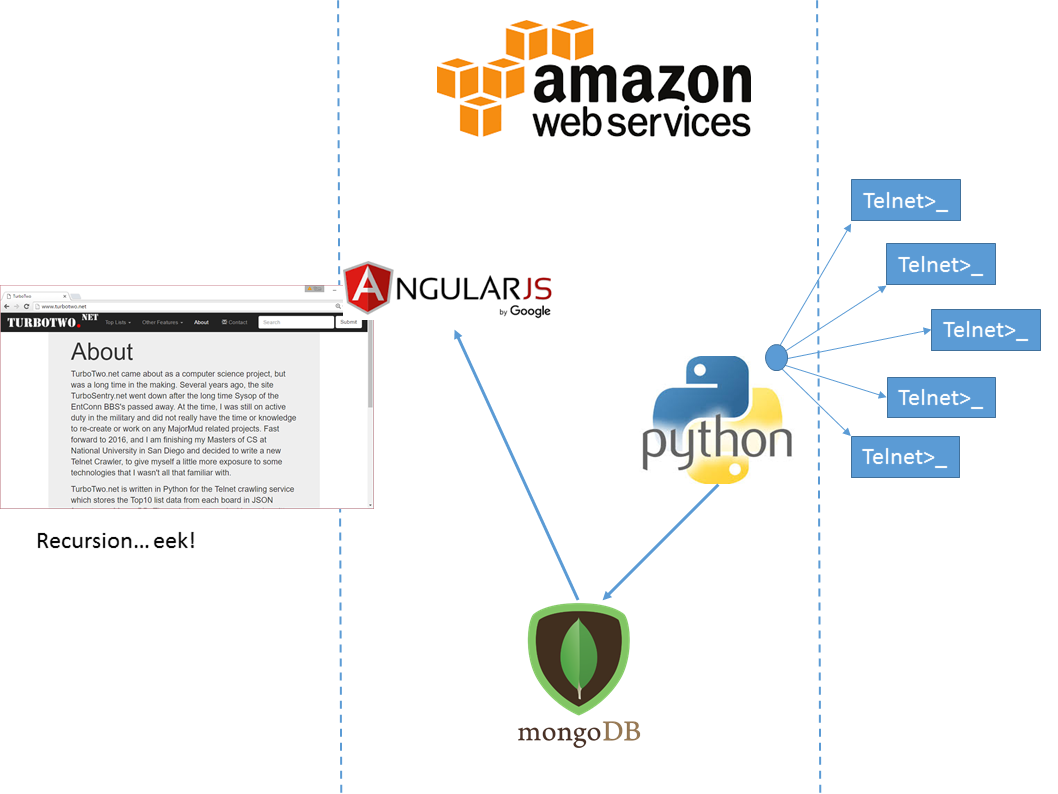 amazon
web services
Telnet>_
Telnet>_
Telnet>_
Telnet>_
Telnet>_
ANGULARJS
by Google
TurboTwo
www.turbotwo.net
TURBOTWO.NET
Top Lists
Other Features
About
Contact
Search
Submit
About
TurboTwo.net came about as a computer science project, but
was a long time in the making. Several years ago, the site
TurboSentry.net went down after the long time Sysop of the
EntConn BBS's passed away. At the time, I was still on active
duty in the military and did not really have the time or knowledge
to re-create or work on any MajorMud related projects. Fast
forward to 2016, and I am finishing my Masters of CS at
National University in San Diego and decided to write a new
Telnet Crawler, to give myself a little more exposure to some
technologies that I wasn't all that familiar with.
TurboTwo.net is written in Python for the Telnet crawling service
which stores the Top10 list data from each board in JSON
python
Recursion... eek!
mongoDB